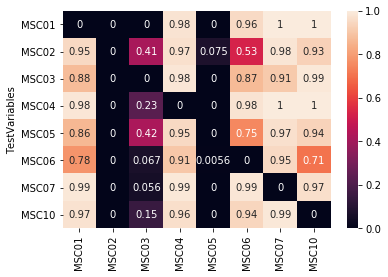 1.0
MSC01 0 0 0 0.98 0 0.96 1 1
MSC02 0.95 0 0.41 0.97 0.075 0.53 0.98 0.93
0.8
MSC03 0.88 0 0 0.98 0 0.87 0.91 0.99
MSC04 0.98 0 0.23 0 0 0.98 1 1
0.6
TestVariables
MSC05 0.86 0 0.42 0.95 0 0.75 0.97 0.94
0.4
MSC06 0.78 0 0.067 0.91 0.0056 0 0.95 0.71
MSC07 0.99 0 0.056 0.99 0 0.99 0 0.97
0.2
MSC10 0.97 0 0.15 0.96 0 0.94 0.99 0
0.0
MSC01 MSC02 MSC03 MSC04 MSC05 MSC06 MSC07 MSC10